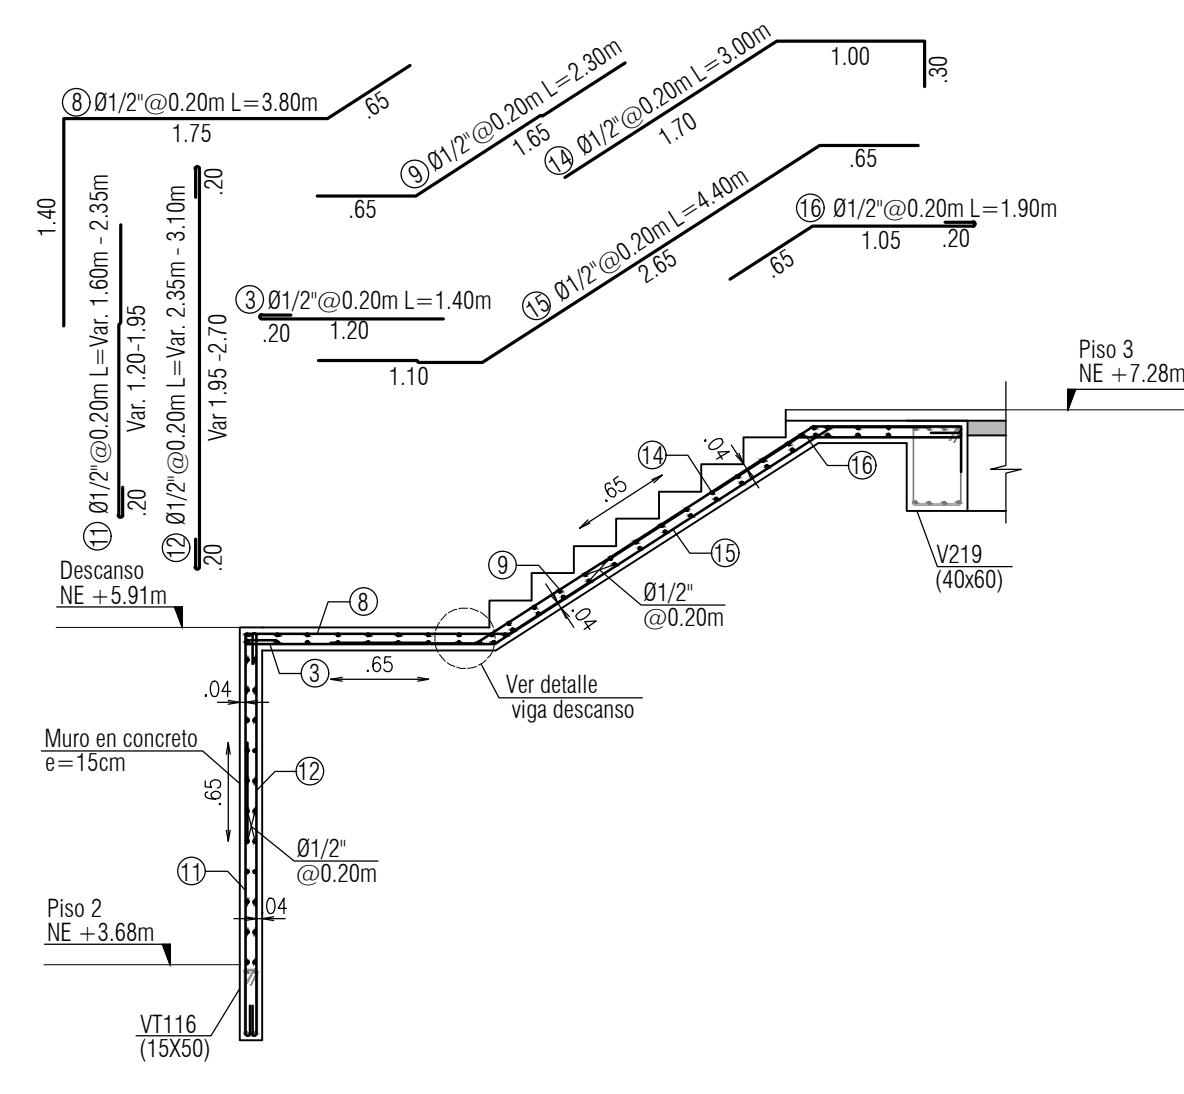 8 Ø1/2"@0.20m L=3.80m
1.75
.65
1.40
9 Ø1/2"@0.20m L=2.30m
1.65
.65
14 Ø1/2"@0.20m L=3.00m
1.70
1.00
.30
11 Ø1/2"@0.20m L=Var. 1.60m - 2.35m
Var. 1.20-1.95
.20
12 Ø1/2"@0.20m L=Var. 2.35m - 3.10m
Var 1.95 -2.70
.20
.20
3 Ø1/2"@0.20m L=1.40m
.20
1.20
15 Ø1/2"@0.20m L=4.40m
2.65
.65
1.10
16 Ø1/2"@0.20m L=1.90m
1.05
.20
.65
Piso 3
NE +7.28m
.04
14
16
.65
15
9
V219
(40x60)
Ø1/2"
@0.20m
.04
Descanso
NE +5.91m
8
3
.65
Ver detalle
viga descanso
.04
Muro en concreto
e=15cm
12
.65
Ø1/2"
@0.20m
11
.04
Piso 2
NE +3.68m
VT116
(15X50)